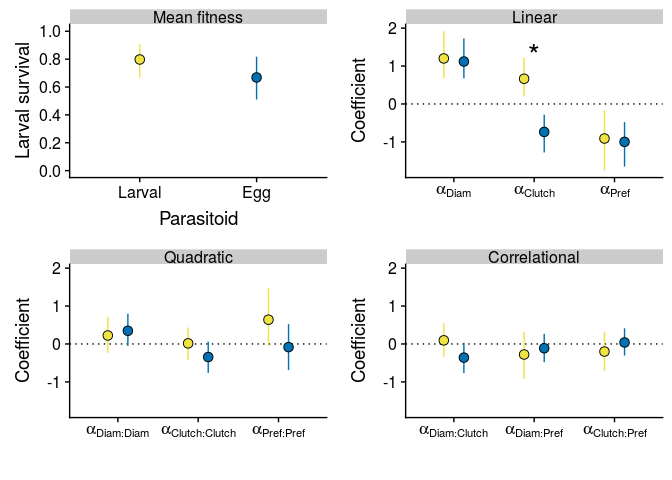 Mean fitness
Larval survival
1.0
0.8
0.6
0.4
0.2
0.0
Larval Egg
Parasitoid
Linear
*
Coefficient
2
1
0
-1
αDiam αClutch αPref
Quadratic
Coefficient
2
1
0
-1
αDiam:Diam αClutch:Clutch αPref:Pref
Correlational
Coefficient
2
1
0
-1
αDiam:Clutch αDiam:Pref αClutch:Pref